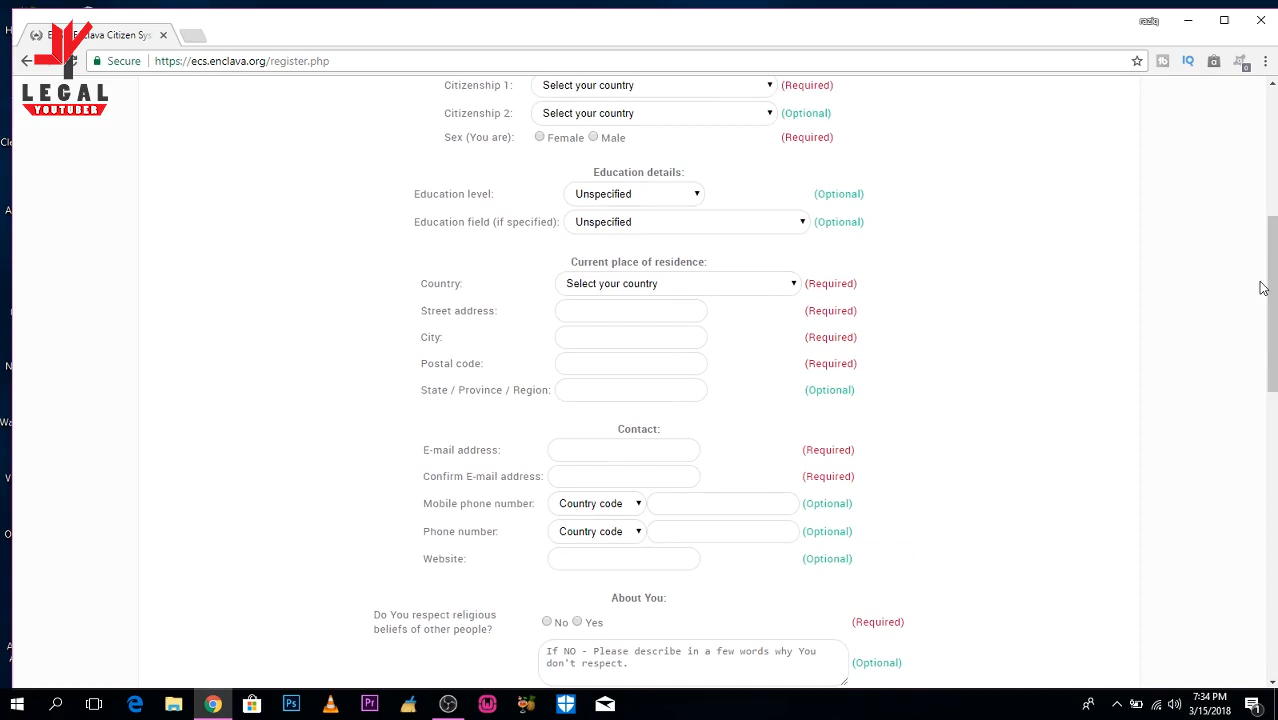 raziq
Enclava Citizen Sys
Secure
https://ecs.enclava.org/register.php
LEGAL
YOUTUBER
Citizenship 1: Select your country (Required)
Citizenship 2: Select your country (Optional)
Sex (You are): Female Male (Required)
Education details:
Education level: Unspecified (Optional)
Education field (if specified): Unspecified (Optional)
Current place of residence:
Country: Select your country (Required)
Street address: (Required)
City: (Required)
Postal code: (Required)
State / Province / Region: (Optional)
Contact:
E-mail address: (Required)
Confirm E-mail address: (Required)
Mobile phone number: Country code (Optional)
Phone number: Country code (Optional)
Website: (Optional)
About You:
Do You respect religious
beliefs of other people? No Yes (Required)
If NO - Please describe in a few words why You
don't respect. (Optional)
7:34 PM
3/15/2018